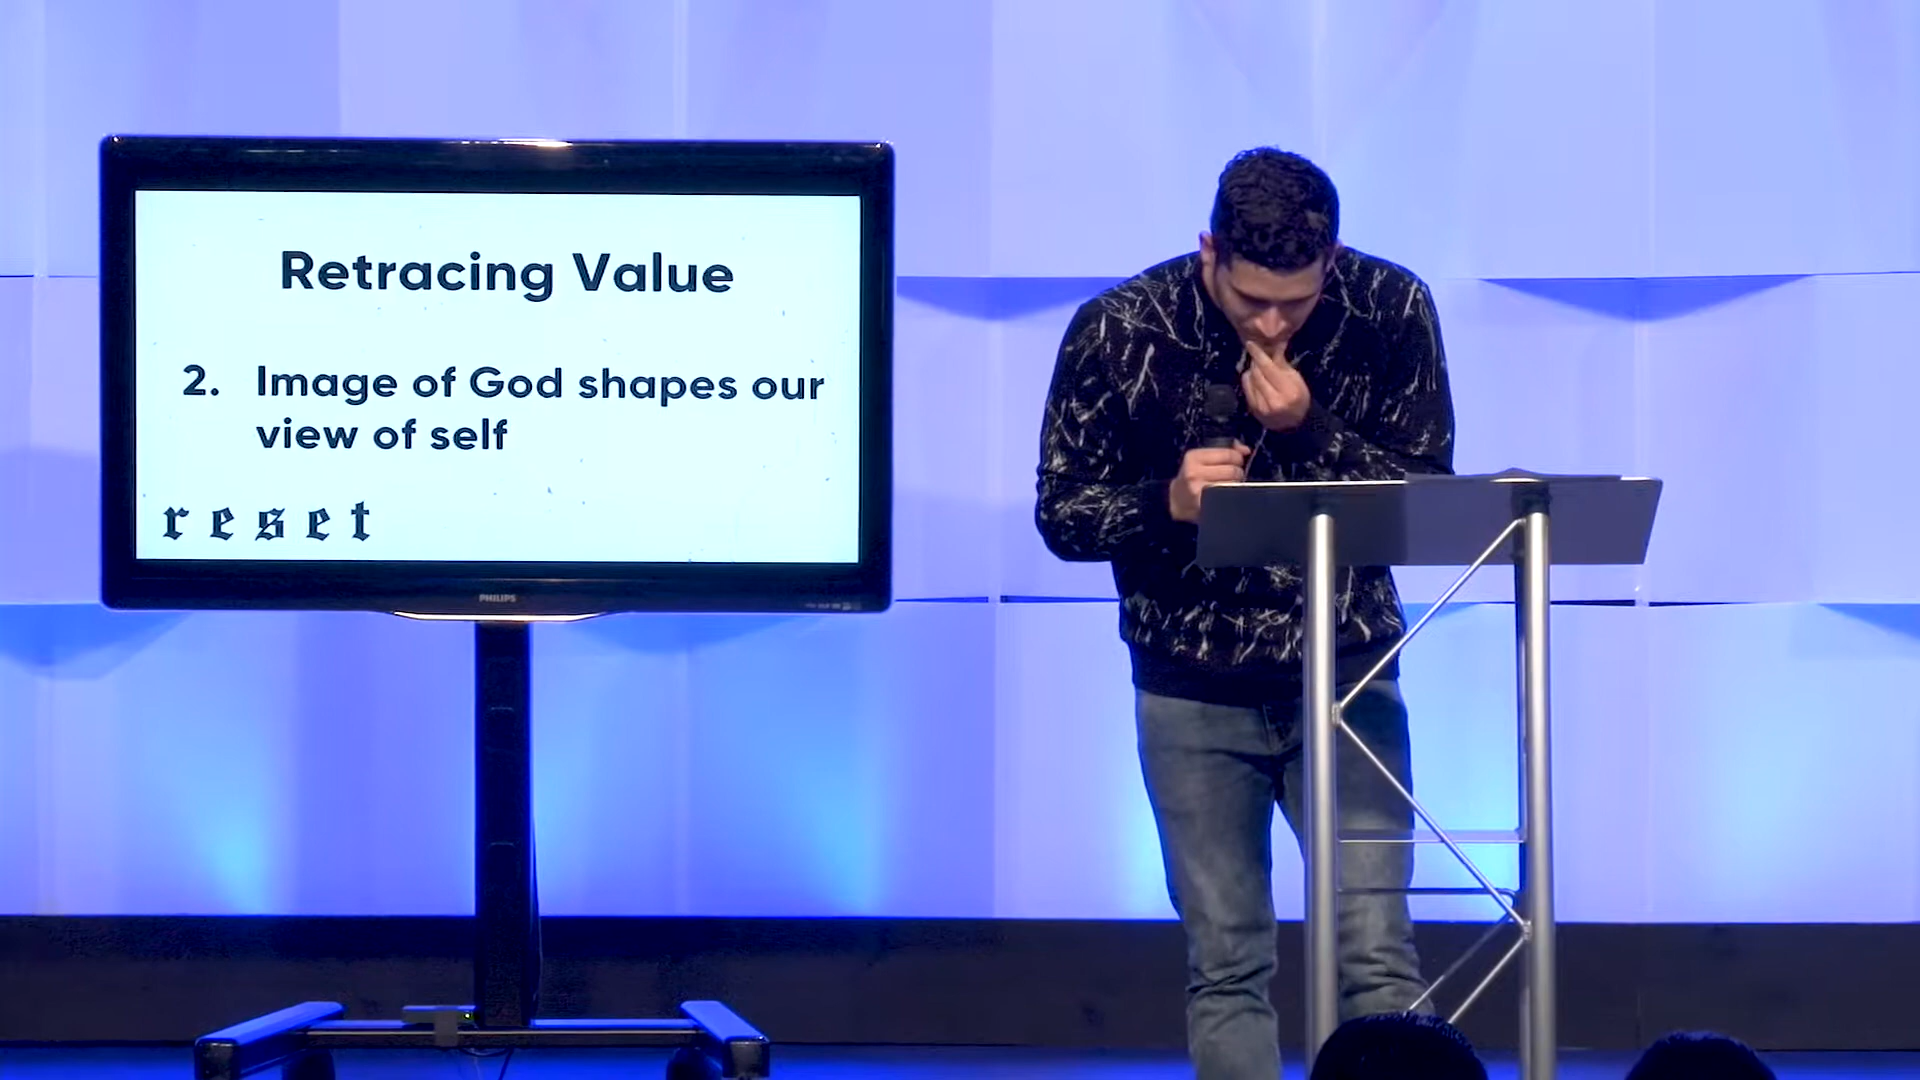 Retracing Value
2. Image of God shapes our
view of self
reset
PHILIPS